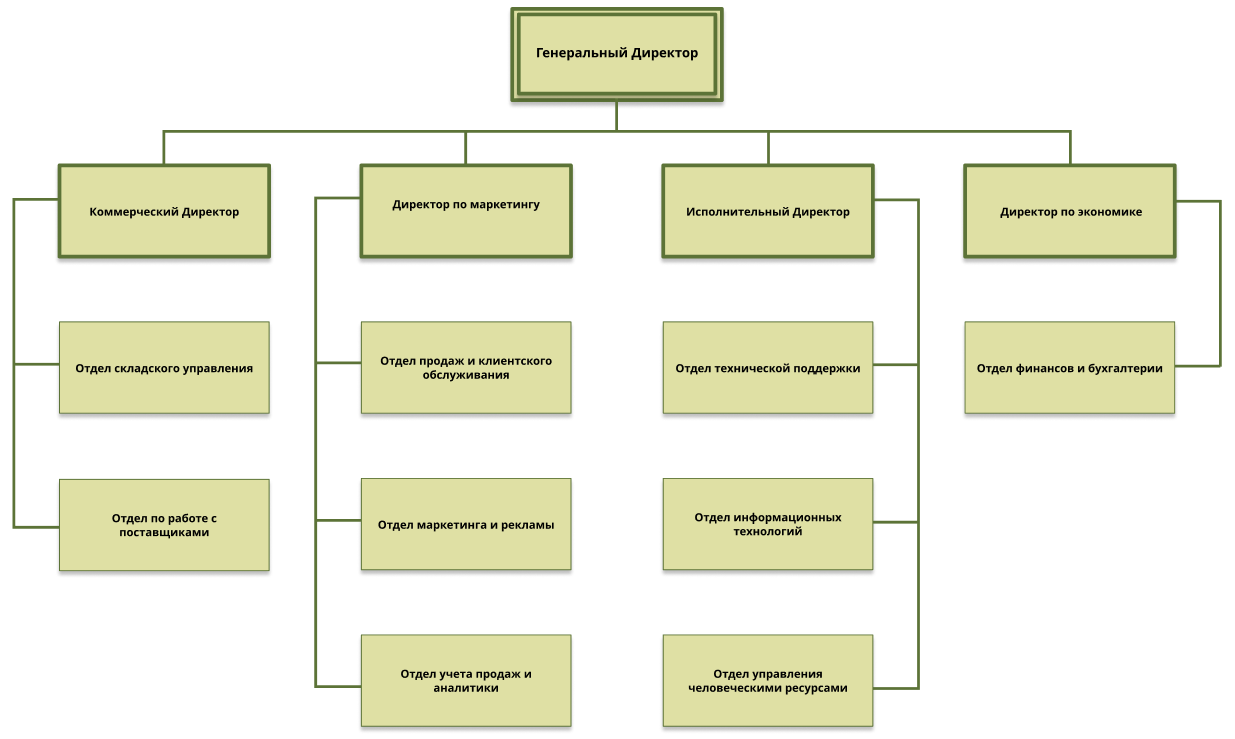 Генеральный Директор
Коммерческий Директор
Директор по маркетингу
Исполнительный Директор
Директор по экономике
Отдел складского управления
Отдел продаж и клиентского
обслуживания
Отдел технической поддержки
Отдел финансов и бухгалтерии
Отдел по работе с
поставщиками
Отдел маркетинга и рекламы
Отдел информационных
технологий
Отдел учета продаж и
аналитики
Отдел управления
человеческими ресурсами